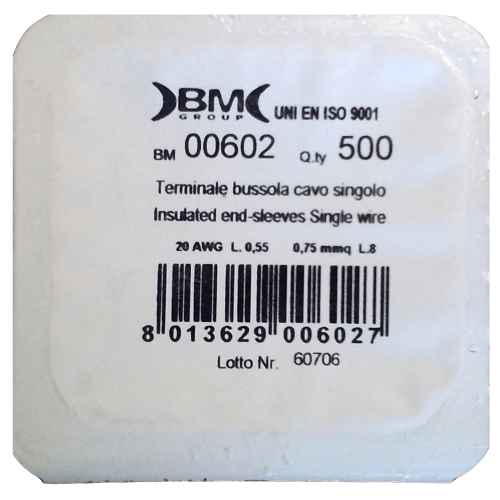 BM GROUP UNI EN ISO 9001
BM 00602 Q.ty 500
Terminale bussola cavo singolo
Insulated end-sleeves Single wire
20 AWG L. 0,55 0,75 mmq L.8
8 013629 006027
Lotto Nr. 60706